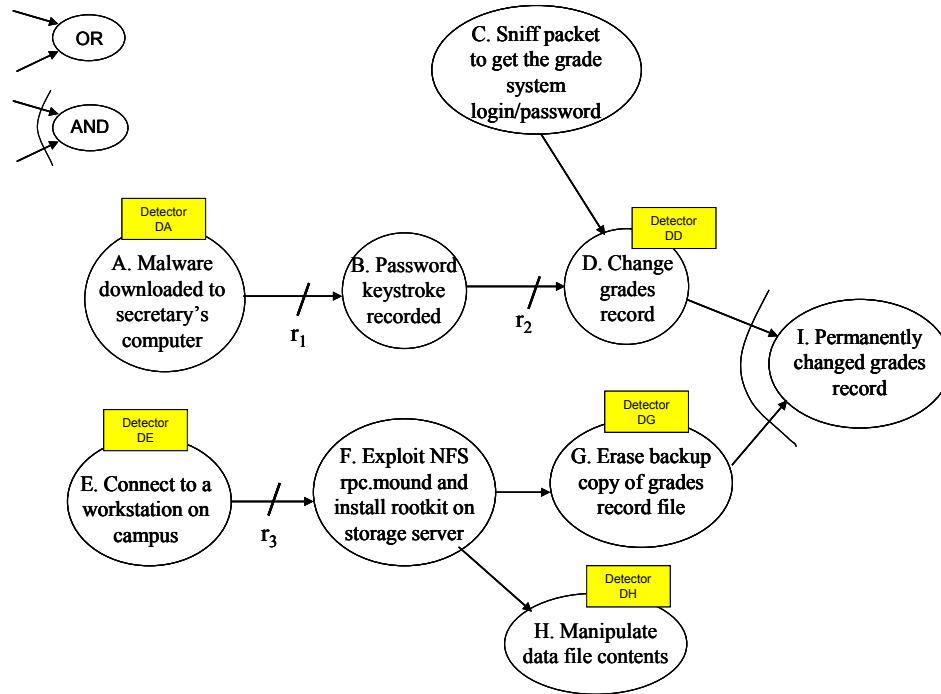 OR
AND
C. Sniff packet
to get the grade
system
login/password
Detector
DA
A. Malware
downloaded to
secretary's
computer
r1
B. Password
keystroke
recorded
r2
Detector
DD
D. Change
grades
record
I. Permanently
changed grades
record
Detector
DE
E. Connect to a
workstation on
campus
r3
F. Exploit NFS
rpc.mound and
install rootkit on
storage server
Detector
DG
G. Erase backup
copy of grades
record file
Detector
DH
H. Manipulate
data file contents